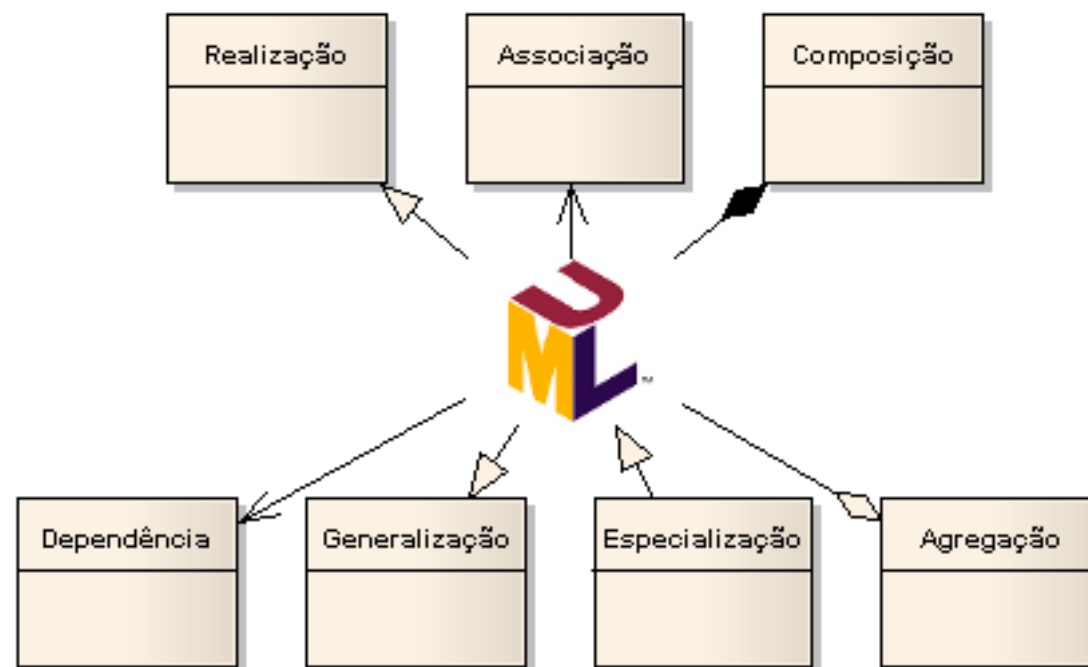 Realização
Associação
Composição
UML
Dependência
Generalização
Especialização
Agregação